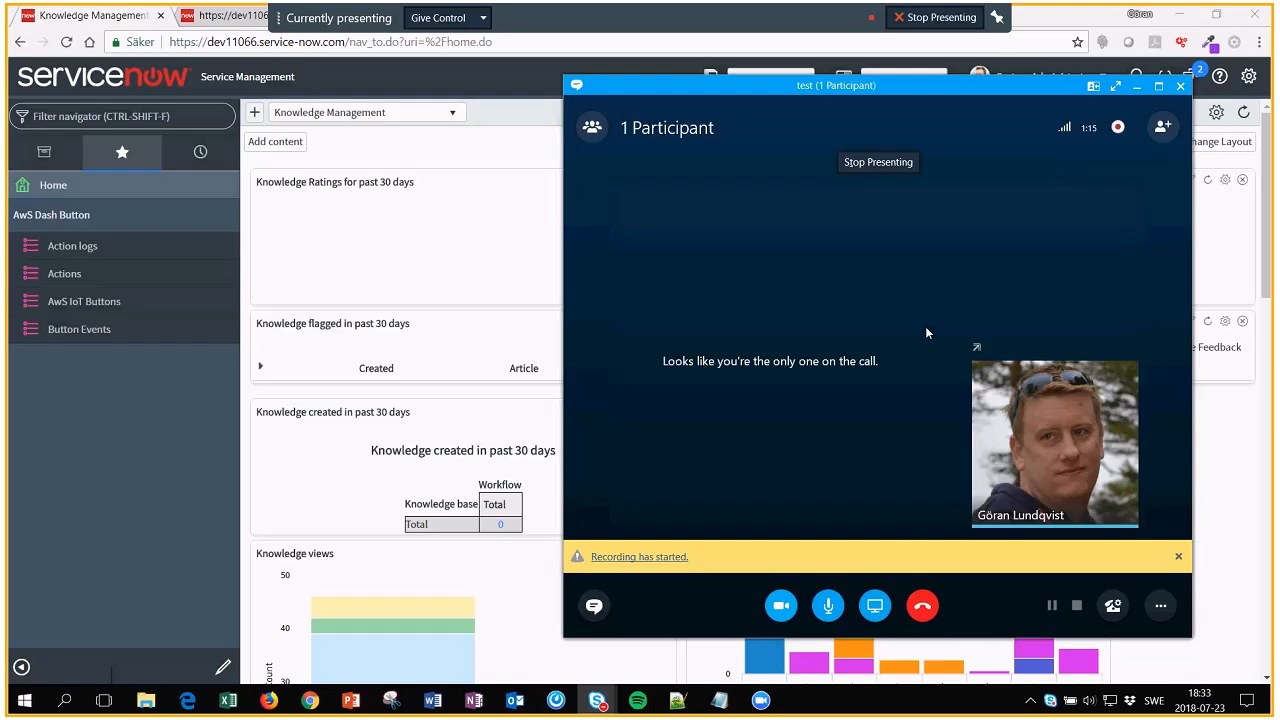 Knowledge Management
https://dev1106
Currently presenting
Give Control
Stop Presenting
Göran
Säker
https://dev11066.service-now.com/nav_to.do?uri=%2Fhome.do
servicenow
Service Management
2
Filter navigator (CTRL-SHIFT-F)
Knowledge Management
Add content
hange Layout
Home
AwS Dash Button
Action logs
Actions
AwS IoT Buttons
Button Events
Knowledge Ratings for past 30 days
Knowledge flagged in past 30 days
Created
Article
e Feedback
Knowledge created in past 30 days
Knowledge created in past 30 days
Workflow
Knowledge base
Total
Total
0
Knowledge views
50
40
30
ount
0
test (1 Participant)
1 Participant
1:15
Stop Presenting
Looks like you're the only one on the call.
Göran Lundqvist
Recording has started.
SWE
18:33
2018-07-23